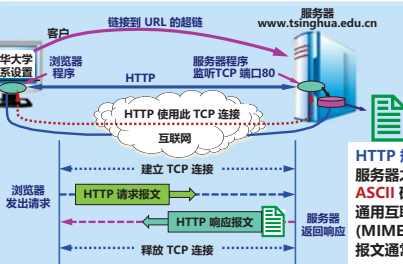 链接到 URL 的超链
服务器
www.tsinghua.edu.cn
客户
华大学
系设置
浏览器
程序
HTTP
服务器程序
监听TCP 端口80
HTTP 使用此 TCP 连接
互联网
建立 TCP 连接
浏览器
发出请求
HTTP 请求报文
HTTP 响应报文
服务器
返回响应
释放 TCP 连接
HTTP
服务器之
ASCII
通用互联
(MIME
报文通常